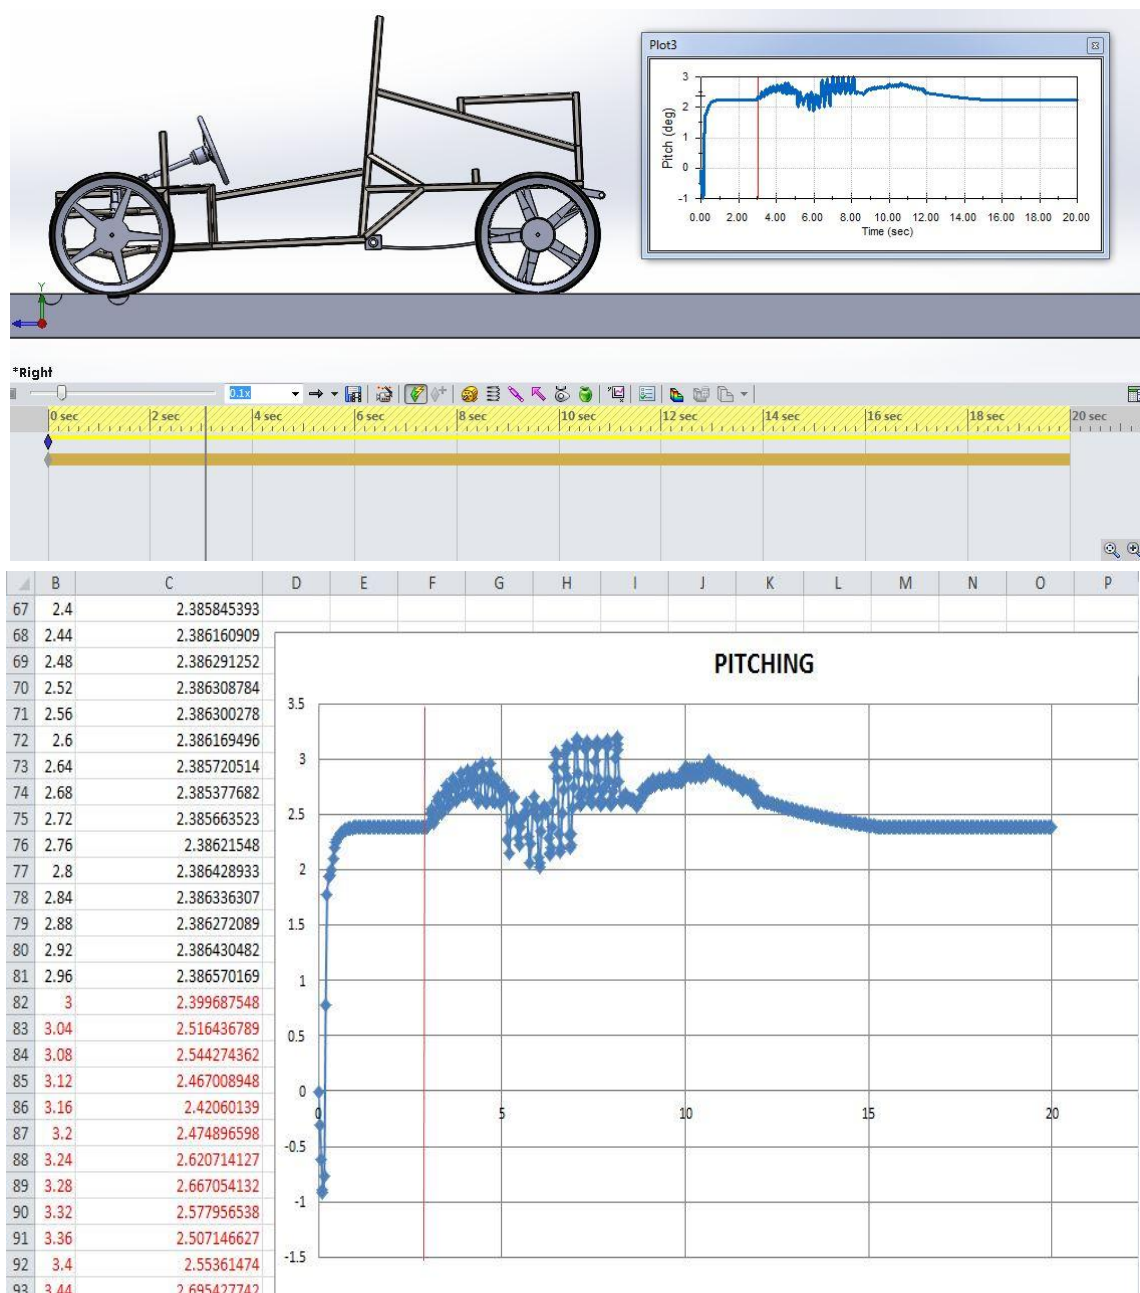 Plot3
3
2
1
0
-1
Pitch (deg)
0.00 2.00 4.00 6.00 8.00 10.00 12.00 14.00 16.00 18.00 20.00
Time (sec)
Y
*Right
0.1x
0 sec 2 sec 4 sec 6 sec 8 sec 10 sec 12 sec 14 sec 16 sec 18 sec 20 sec
B C D E F G H I J K L M N O P
67 2.4 2.385845393
68 2.44 2.386160909
69 2.48 2.386291252
70 2.52 2.386308784
71 2.56 2.386300278
72 2.6 2.386169496
73 2.64 2.385720514
74 2.68 2.385377682
75 2.72 2.385663523
76 2.76 2.38621548
77 2.8 2.386428933
78 2.84 2.386336307
79 2.88 2.386272089
80 2.92 2.386430482
81 2.96 2.386570169
82 3 2.399687548
83 3.04 2.516436789
84 3.08 2.544274362
85 3.12 2.467008948
86 3.16 2.42060139
87 3.2 2.474896598
88 3.24 2.620714127
89 3.28 2.667054132
90 3.32 2.577956538
91 3.36 2.507146627
92 3.4 2.55361474
93 3.44 2.695427742
PITCHING
3.5
3
2.5
2
1.5
1
0.5
0
-0.5
-1
-1.5
0 5 10 15 20